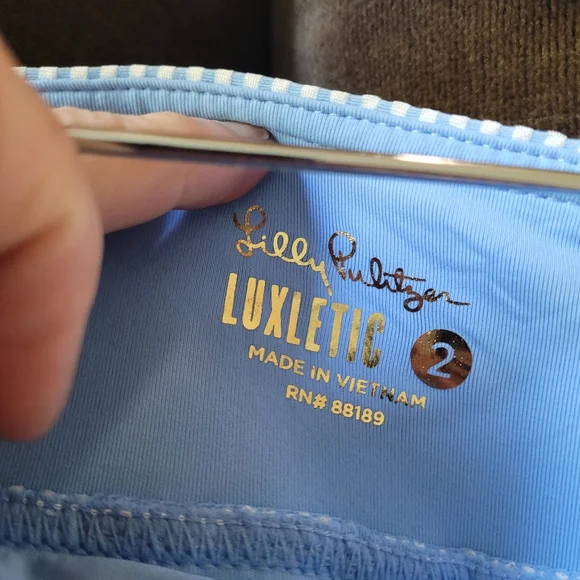 Lilly Pulitzer
LUXLETIC
2
MADE IN VIETNAM
RN# 88189